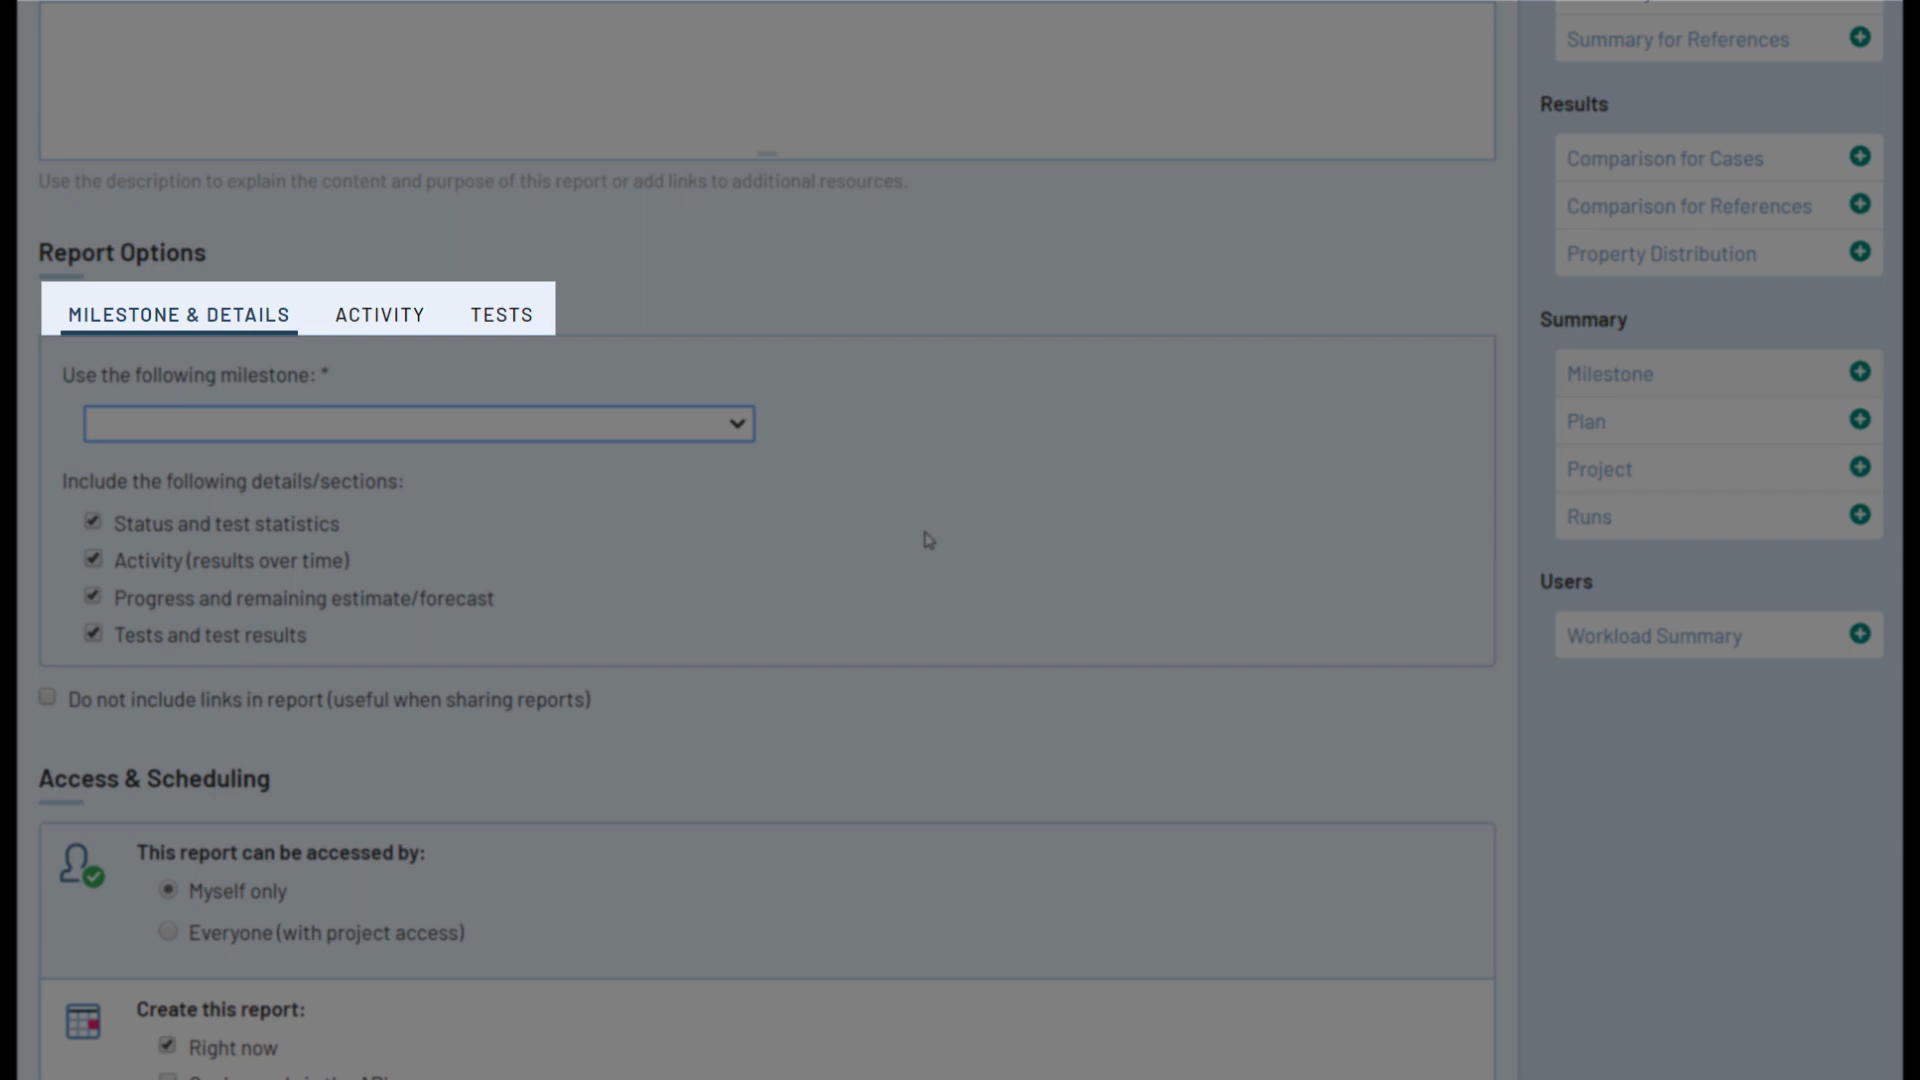 Summary for References
Use the description to explain the content and purpose of this report or add links to additional resources.
Results
Comparison for Cases
Comparison for References
Property Distribution
Report Options
MILESTONE & DETAILS ACTIVITY TESTS
Summary
Milestone
Plan
Project
Runs
Use the following milestone: *
Include the following details/sections:
Status and test statistics
Activity (results over time)
Progress and remaining estimate/forecast
Tests and test results
Users
Workload Summary
Do not include links in report (useful when sharing reports)
Access & Scheduling
This report can be accessed by:
Myself only
Everyone (with project access)
Create this report:
Right now